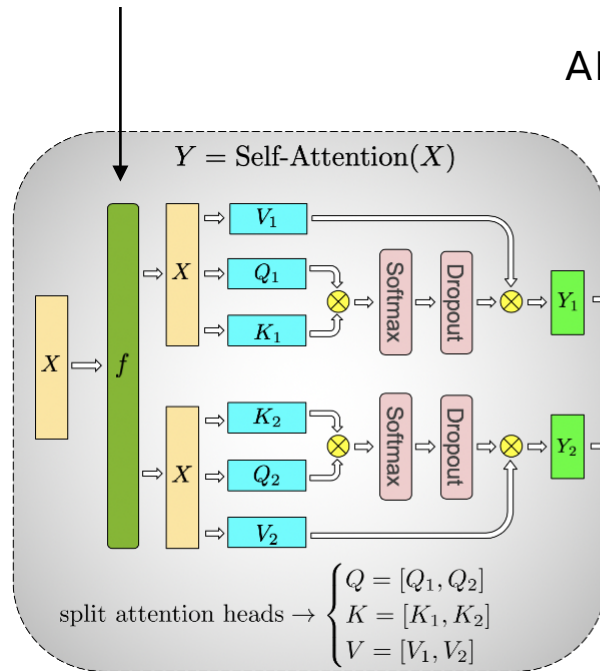 Y = Self-Attention(X)
X
f
X
V₁
Q₁
K₁
Softmax
Dropout
Y₁
X
K₂
Q₂
V₂
Softmax
Dropout
Y₂
split attention heads → { Q = [Q₁, Q₂]
K = [K₁, K₂]
V = [V₁, V₂]